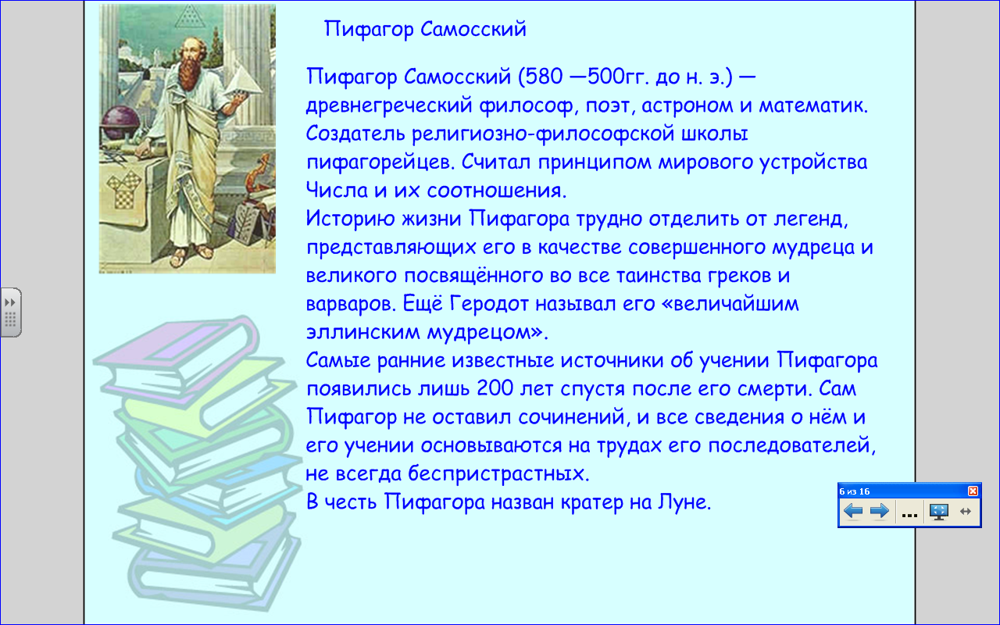 Пифагор Самосский
Пифагор Самосский (580 —500гг. до н. э.) —
древнегреческий философ, поэт, астроном и математик.
Создатель религиозно-философской школы
пифагорейцев. Считал принципом мирового устройства
Числа и их соотношения.
Историю жизни Пифагора трудно отделить от легенд,
представляющих его в качестве совершенного мудреца и
великого посвящённого во все таинства греков и
варваров. Ещё Геродот называл его «величайшим
эллинским мудрецом».
Самые ранние известные источники об учении Пифагора
появились лишь 200 лет спустя после его смерти. Сам
Пифагор не оставил сочинений, и все сведения о нём и
его учении основываются на трудах его последователей,
не всегда беспристрастных.
В честь Пифагора назван кратер на Луне.
6 из 16